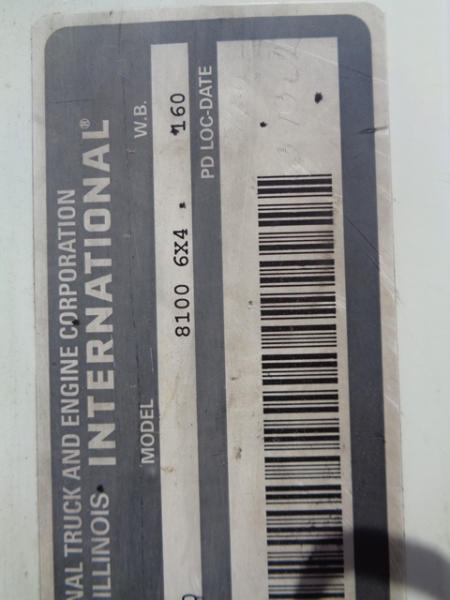 NAL TRUCK AND ENGINE CORPORATION
ILLINOIS INTERNATIONAL®
MODEL W.B.
8100 6X4 160
PD LOC-DATE